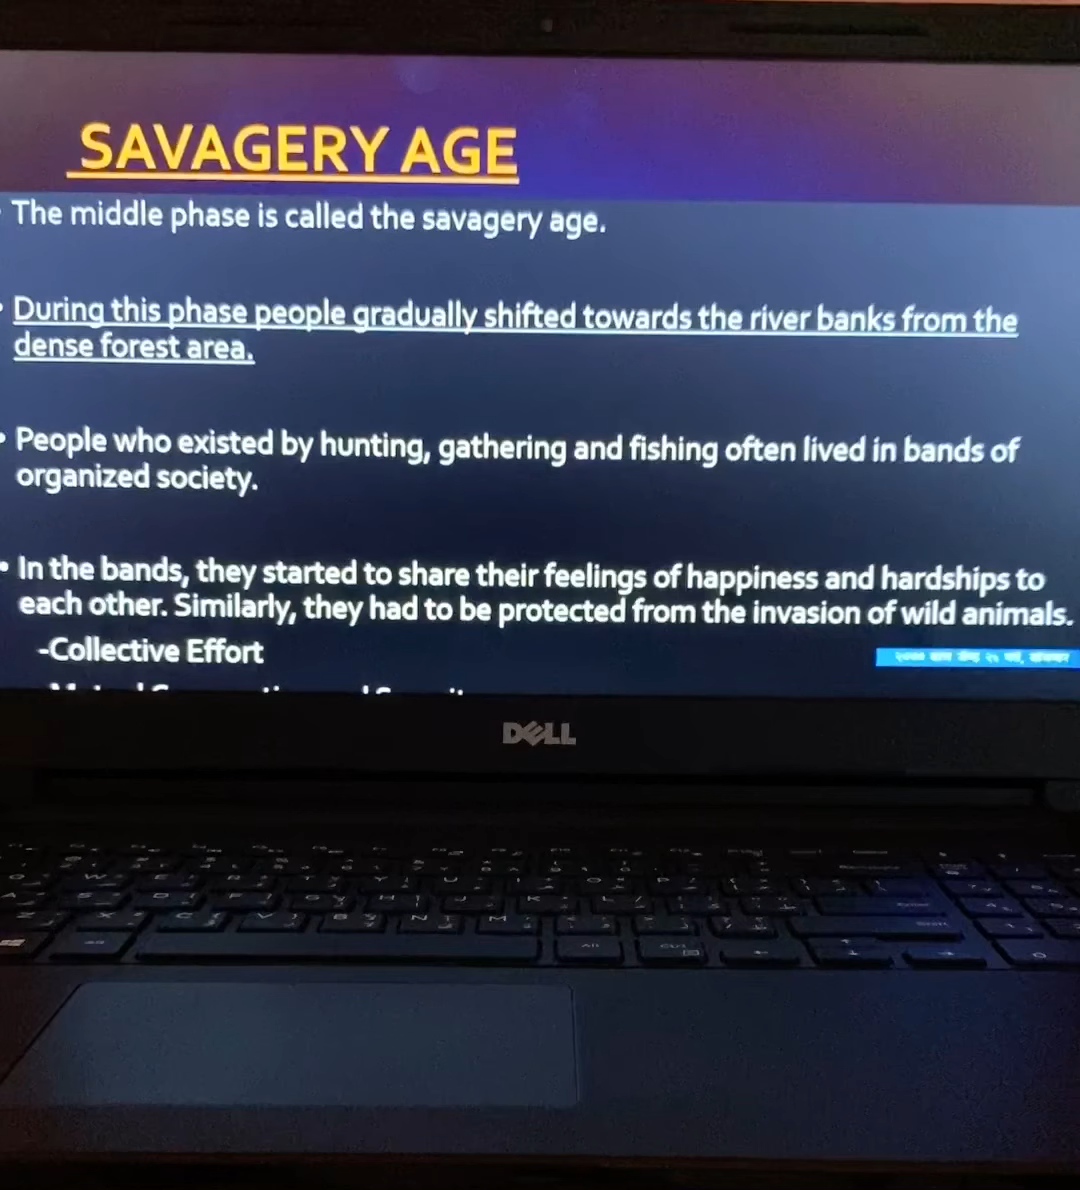 SAVAGERY AGE
The middle phase is called the savagery age.
• During this phase people gradually shifted towards the river banks from the
dense forest area.
• People who existed by hunting, gathering and fishing often lived in bands of
organized society.
• In the bands, they started to share their feelings of happiness and hardships to
each other. Similarly, they had to be protected from the invasion of wild animals.
-Collective Effort
DELL